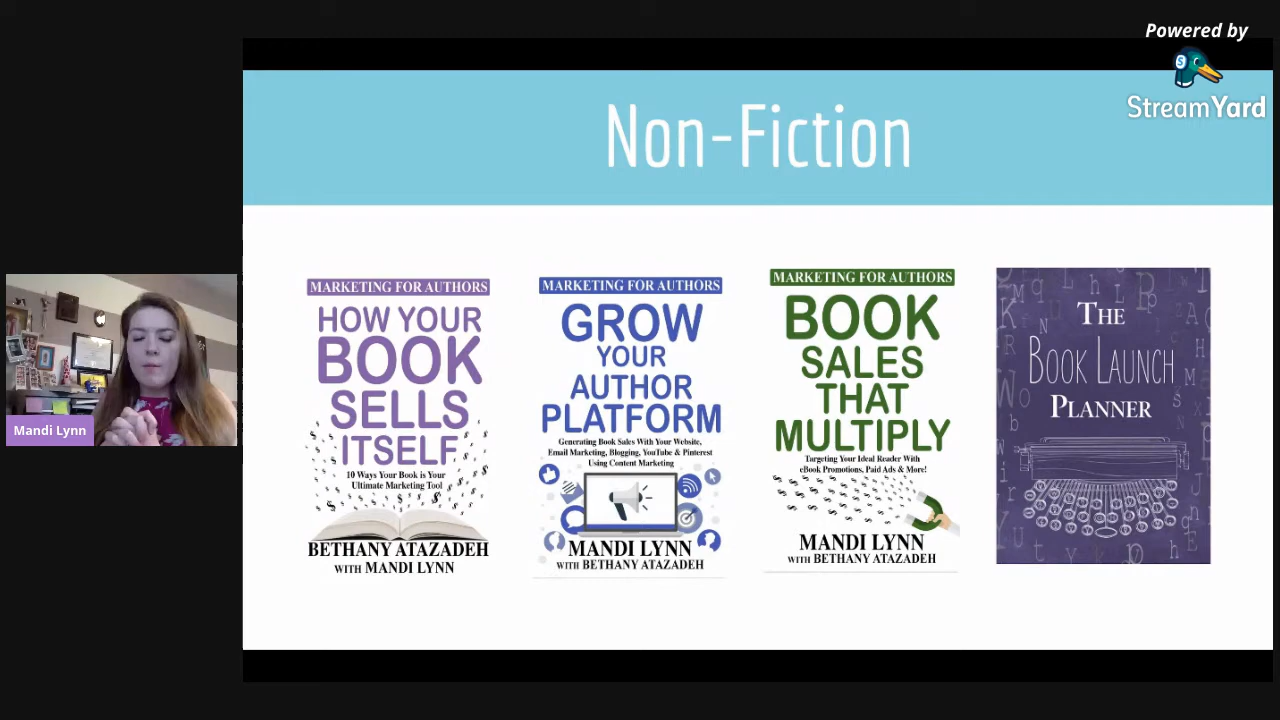 Powered by
StreamYard
Non-Fiction
MARKETING FOR AUTHORS
HOW YOUR
BOOK
SELLS
ITSELF
10 Ways Your Book is Your
Ultimate Marketing Tool
BETHANY ATAZADEH
WITH MANDI LYNN
MARKETING FOR AUTHORS
GROW
YOUR
AUTHOR
PLATFORM
Generating Book Sales With Your Website,
Email Marketing, Blogging, YouTube & Pinterest
Using Content Marketing
MANDI LYNN
WITH BETHANY ATAZADEH
MARKETING FOR AUTHORS
BOOK
SALES
THAT
MULTIPLY
Targeting Your Ideal Reader With
eBook Promotions, Paid Ads & More!
MANDI LYNN
WITH BETHANY ATAZADEH
THE
BOOK LAUNCH
PLANNER
Mandi Lynn